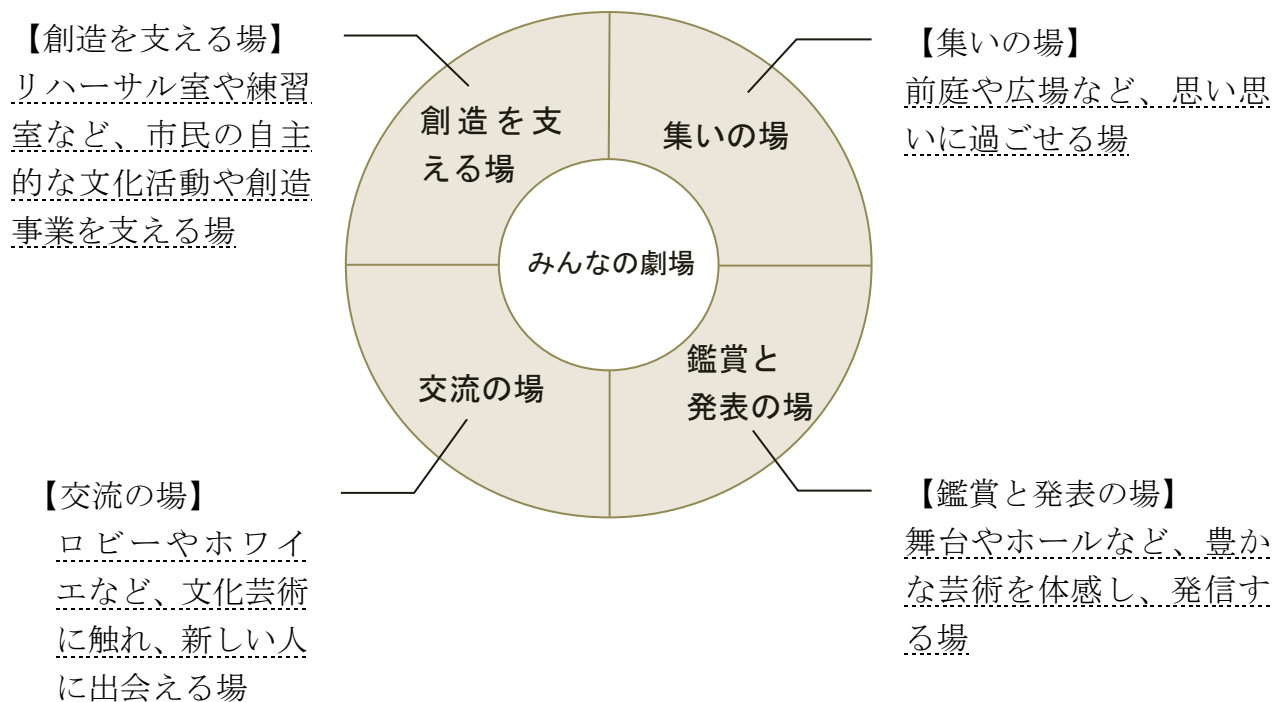 【創造を支える場】
リハーサル室や練習
室など、市民の自主
的な文化活動や創造
事業を支える場
創造を支
える場
集いの場
【集いの場】
前庭や広場など、思い思
いに過ごせる場
みんなの劇場
交流の場
鑑賞と
発表の場
【交流の場】
ロビーやホワイ
エなど、文化芸術
に触れ、新しい人
に出会える場
【鑑賞と発表の場】
舞台やホールなど、豊か
な芸術を体感し、発信す
る場